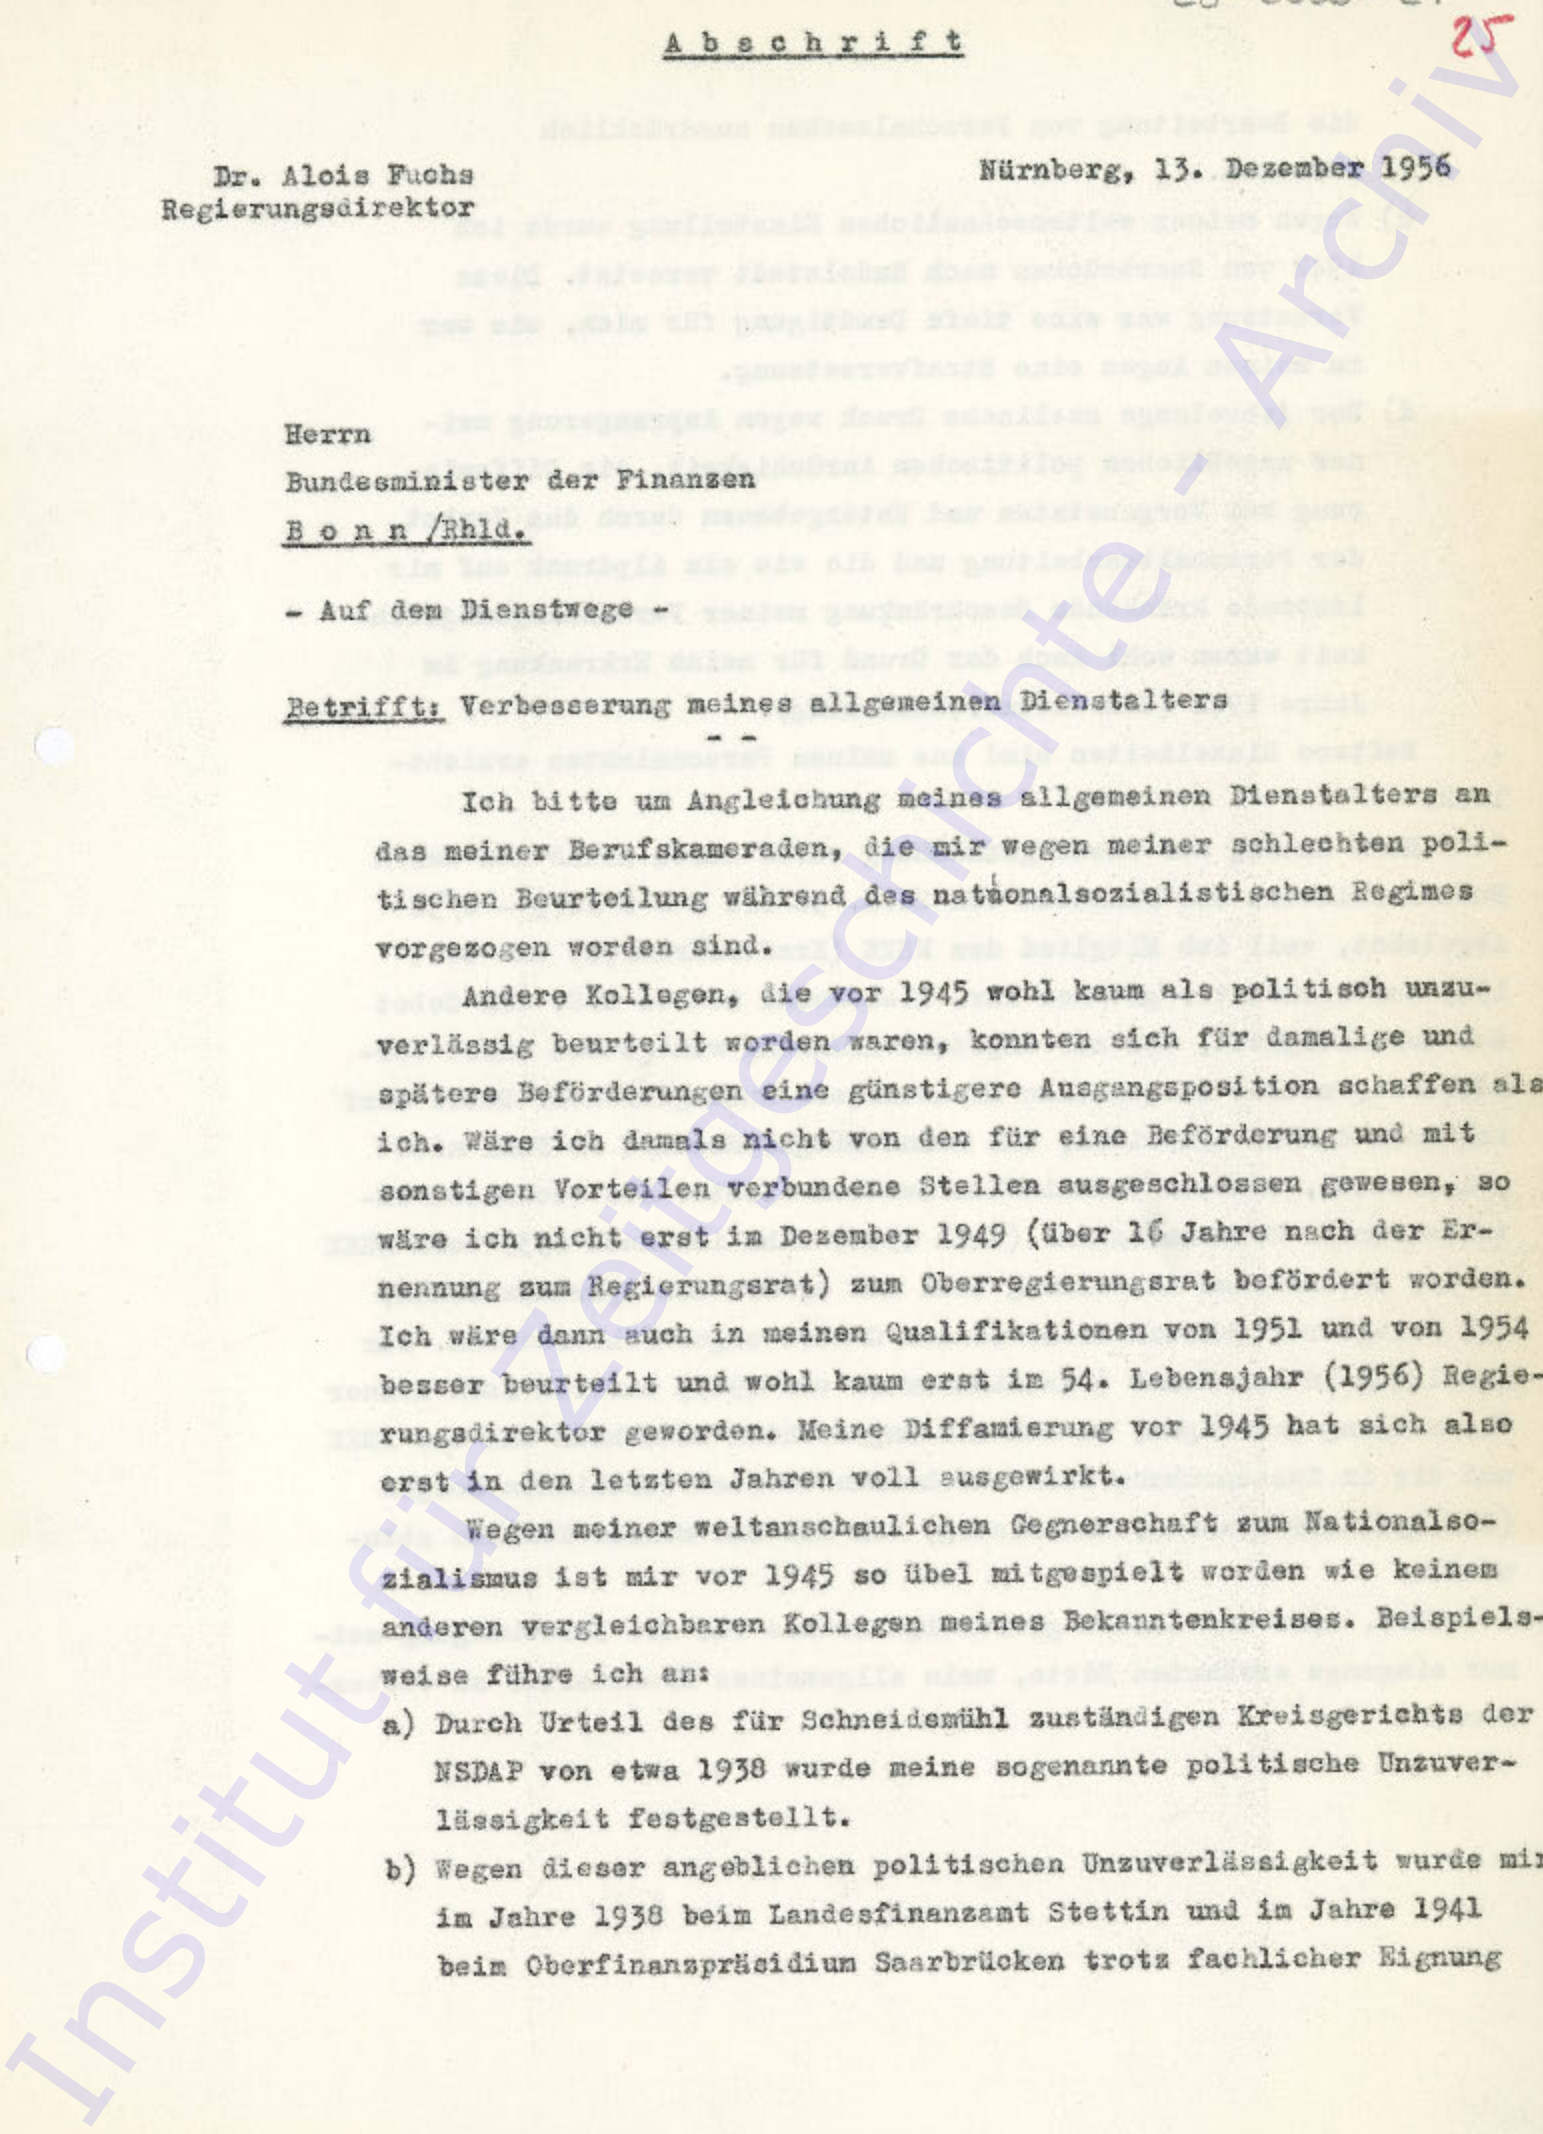 A b s c h r i f t
25
Dr. Alois Fuchs
Regierungsdirektor
Nürnberg, 13. Dezember 1956
Herrn
Bundesminister der Finanzen
B o n n /Rhld.
- Auf dem Dienstwege -
Betrifft: Verbesserung meines allgemeinen Dienstalters
- -
Ich bitte um Angleichung meines allgemeinen Dienstalters an
das meiner Berufskameraden, die mir wegen meiner schlechten poli-
tischen Beurteilung während des nationalsozialistischen Regimes
vorgezogen worden sind.
Andere Kollegen, die vor 1945 wohl kaum als politisch unzu-
verlässig beurteilt worden waren, konnten sich für damalige und
spätere Beförderungen eine günstigere Ausgangsposition schaffen als
ich. Wäre ich damals nicht von den für eine Beförderung und mit
sonstigen Vorteilen verbundene Stellen ausgeschlossen gewesen, so
wäre ich nicht erst im Dezember 1949 (über 16 Jahre nach der Er-
nennung zum Regierungsrat) zum Oberregierungsrat befördert worden.
Ich wäre dann auch in meinen Qualifikationen von 1951 und von 1954
besser beurteilt und wohl kaum erst im 54. Lebensjahr (1956) Regie-
rungsdirektor geworden. Meine Diffamierung vor 1945 hat sich also
erst in den letzten Jahren voll ausgewirkt.
Wegen meiner weltanschaulichen Gegnerschaft zum Nationalso-
zialismus ist mir vor 1945 so übel mitgespielt worden wie keinem
anderen vergleichbaren Kollegen meines Bekanntenkreises. Beispiels-
weise führe ich an:
a) Durch Urteil des für Schneidemühl zuständigen Kreisgerichts der
NSDAP von etwa 1938 wurde meine sogenannte politische Unzuver-
lässigkeit festgestellt.
b) Wegen dieser angeblichen politischen Unzuverlässigkeit wurde mir
im Jahre 1938 beim Landesfinanzamt Stettin und im Jahre 1941
beim Oberfinanzpräsidium Saarbrücken trotz fachlicher Eignung
Institut für Zeitgeschichte - Archiv